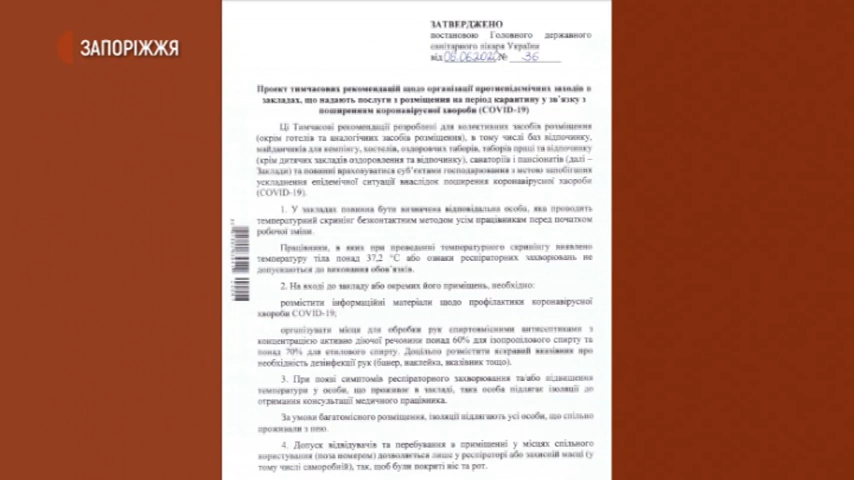 ЗАПОРІЖЖЯ
ЗАТВЕРДЖЕНО
постановою Головного державного
санітарного лікаря України
від 06.06.2020 № 36
Проект тимчасових рекомендацій щодо організації протиепідемічних заходів в
закладах, що надають послуги з розміщення на період карантину у зв'язку з
поширенням коронавірусної хвороби (COVID-19)
Ці Тимчасові рекомендації розроблені для колективних засобів розміщення
(окрім готелів та аналогічних засобів розміщення), в тому числі баз відпочинку,
майданчиків для кемпінгу, хостелів, оздоровчих таборів, таборів праці та відпочинку
(крім дитячих закладів оздоровлення та відпочинку), санаторіїв і пансіонатів (далі –
Заклади) та повинні враховуватися суб'єктами господарювання з метою запобігання
ускладнення епідемічної ситуації внаслідок поширення коронавірусної хвороби
(COVID-19).
1. У закладах повинна бути визначена відповідальна особа, яка проводить
температурний скринінг безконтактним методом усім працівникам перед початком
робочої зміни.
Працівники, в яких при проведенні температурного скринінгу виявлено
температуру тіла понад 37,2 °С або ознаки респіраторних захворювань не
допускаються до виконання обов'язків.
2. На вході до закладу або окремих його приміщень, необхідно:
розмістити інформаційні матеріали щодо профілактики коронавірусної
хвороби COVID-19;
організувати місця для обробки рук спиртовмісними антисептиками з
концентрацією активно діючої речовини понад 60% для ізопропілового спирту та
понад 70% для етилового спирту. Доцільно розмістити яскравий вказівник про
необхідність дезінфекції рук (банер, наклейка, вказівник тощо).
3. При появі симптомів респіраторного захворювання та/або підвищення
температури у особи, що проживає в закладі, така особа підлягає ізоляції до
отримання консультації медичного працівника.
За умови багатомісного розміщення, ізоляції підлягають усі особи, що спільно
проживали з нею.
4. Допуск відвідувачів та перебування в приміщенні у місцях спільного
користування (поза номером) дозволяється лише у респіраторі або захисній масці (у
тому числі саморобній), так, щоб були покриті ніс та рот.